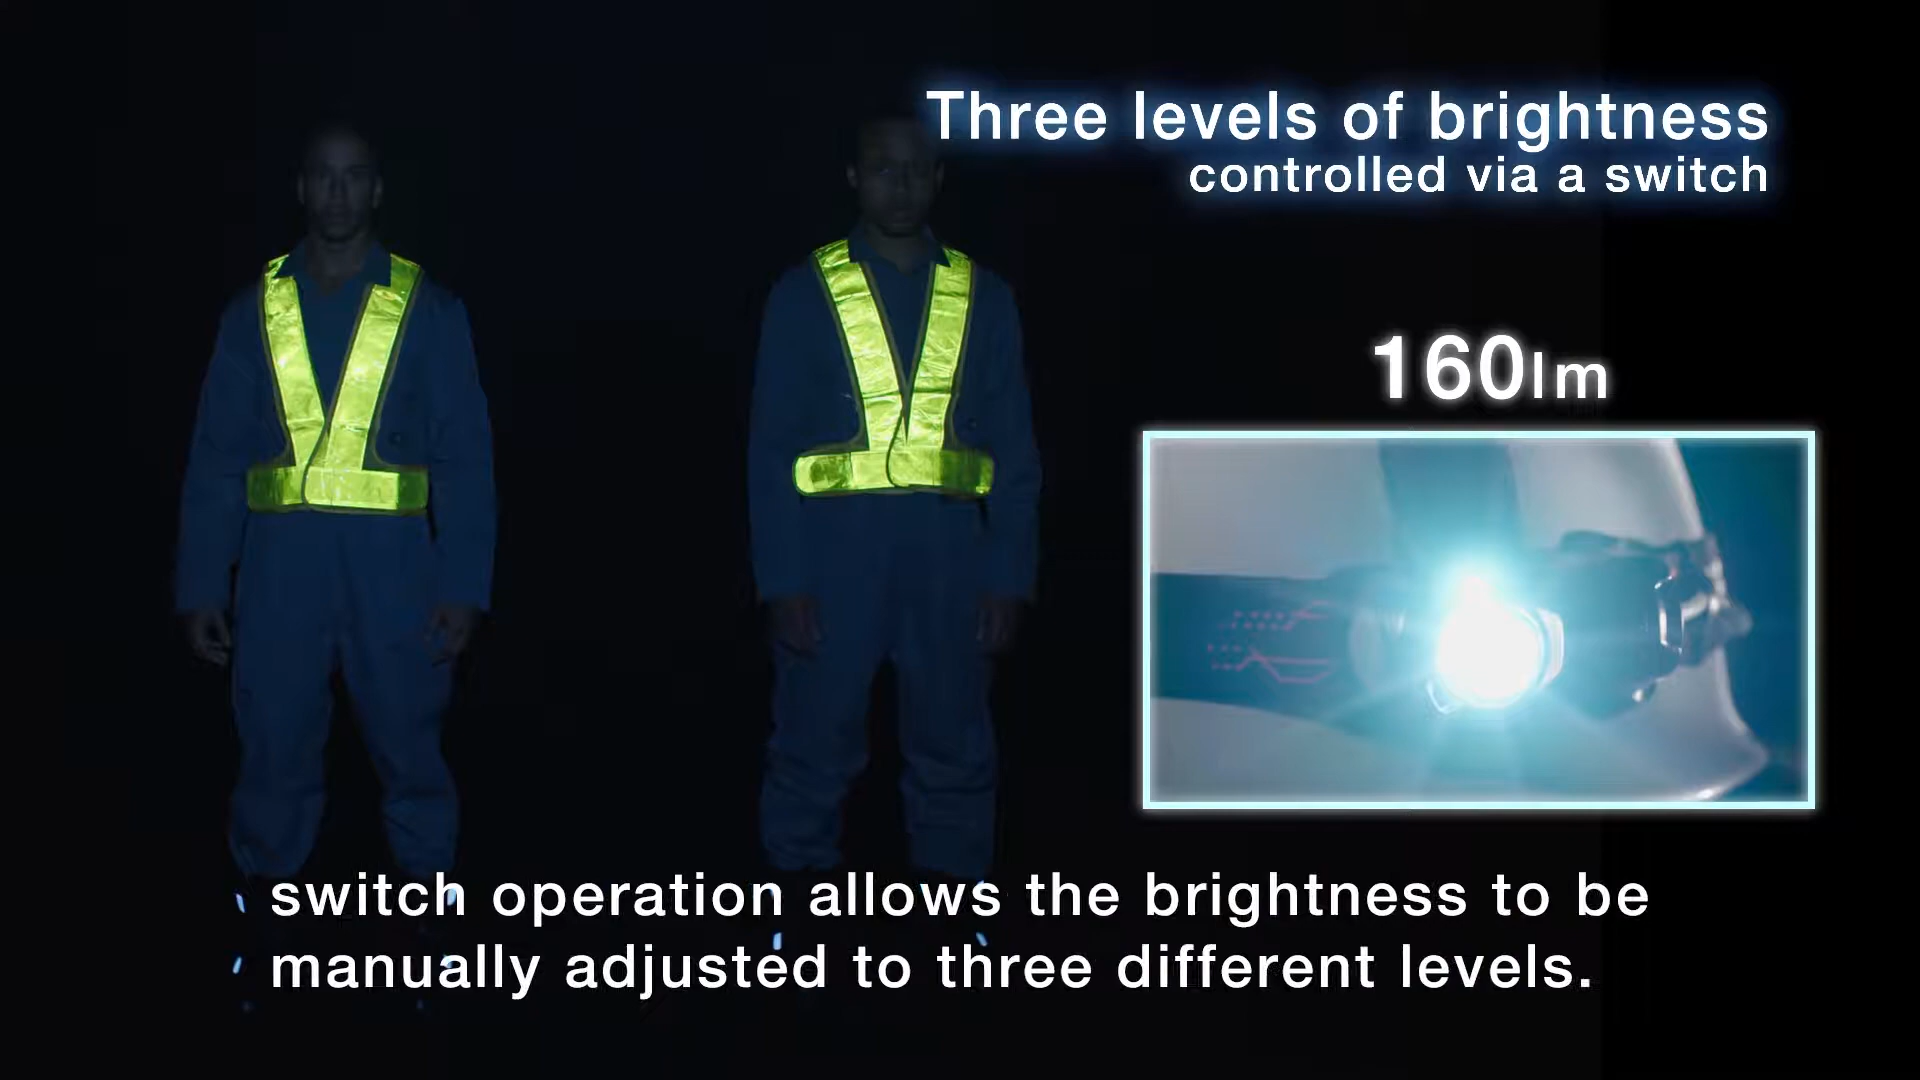 Three levels of brightness
controlled via a switch
160lm
switch operation allows the brightness to be
manually adjusted to three different levels.